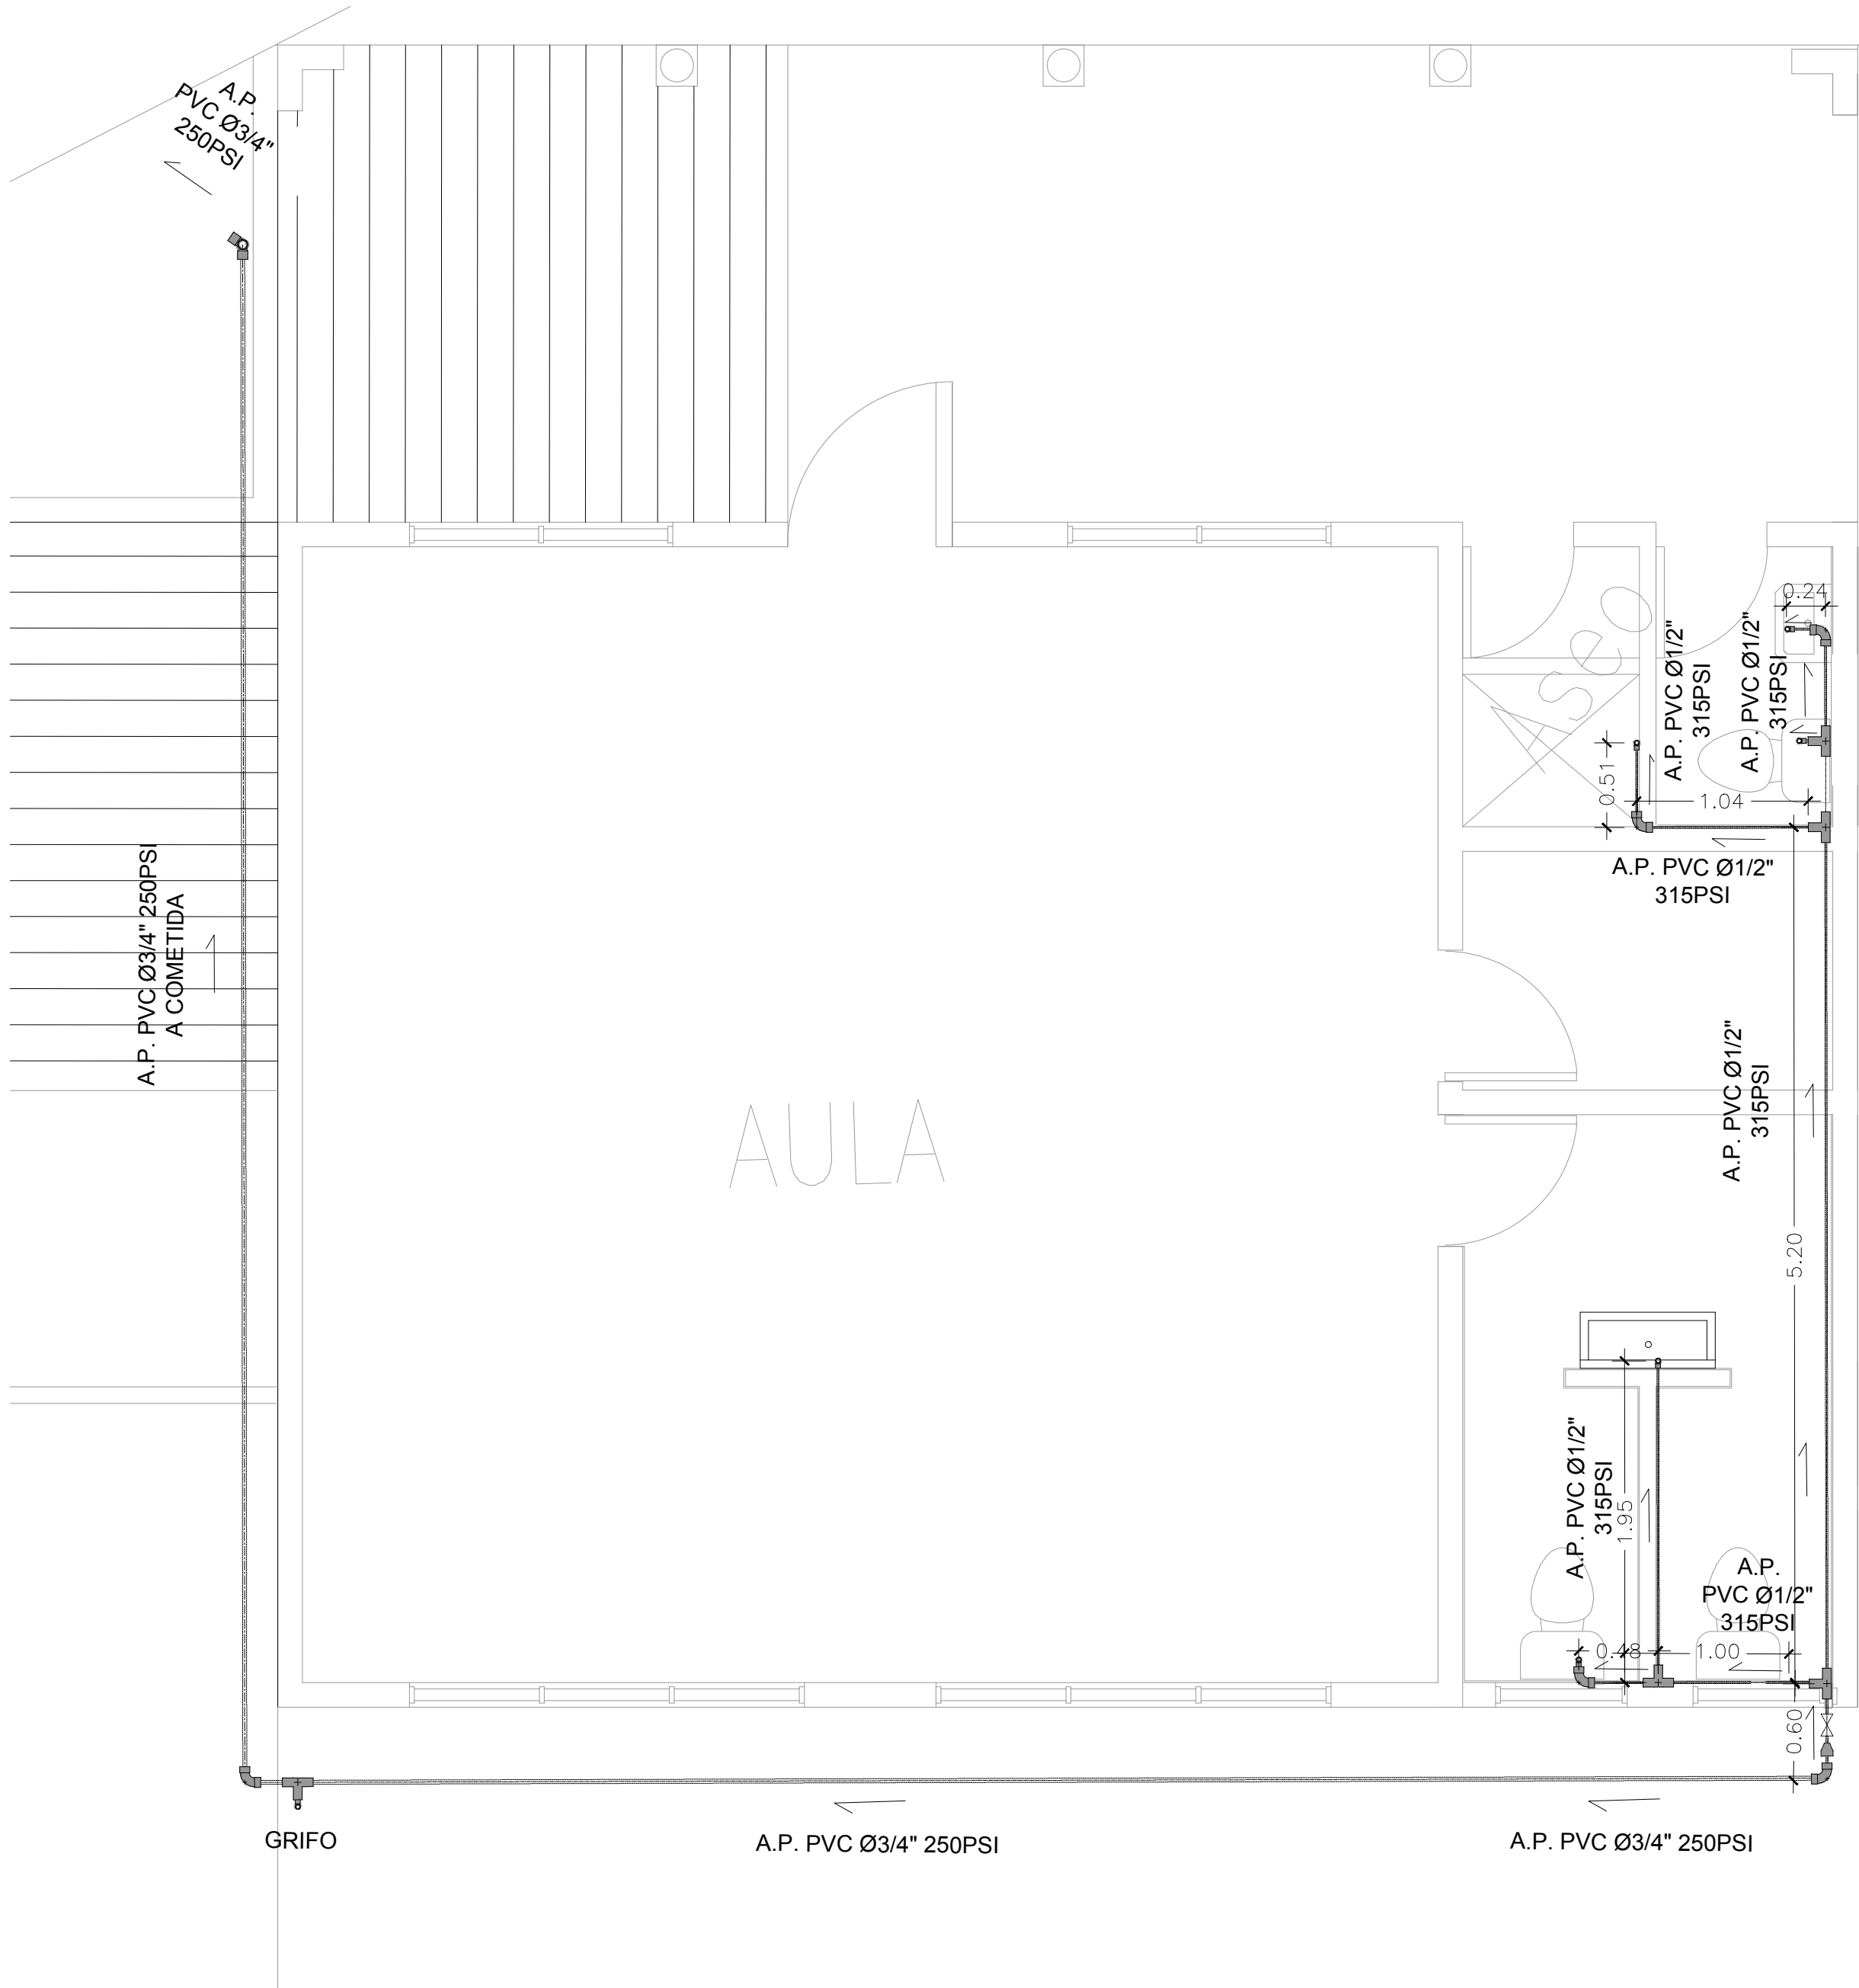 A.P.
PVC Ø3/4"
250PSI
0.24
Aseo
A.P. PVC Ø1/2"
315PSI
A.P. PVC Ø1/2"
315PSI
0.51
1.04
A.P. PVC Ø1/2"
315PSI
A.P. PVC Ø3/4" 250PSI
A COMETIDA
A.P. PVC Ø1/2"
315PSI
AULA
5.20
A.P. PVC Ø1/2"
315PSI
1.95
A.P.
PVC Ø1/2"
315PSI
0.48
1.00
0.60
GRIFO
A.P. PVC Ø3/4" 250PSI
A.P. PVC Ø3/4" 250PSI